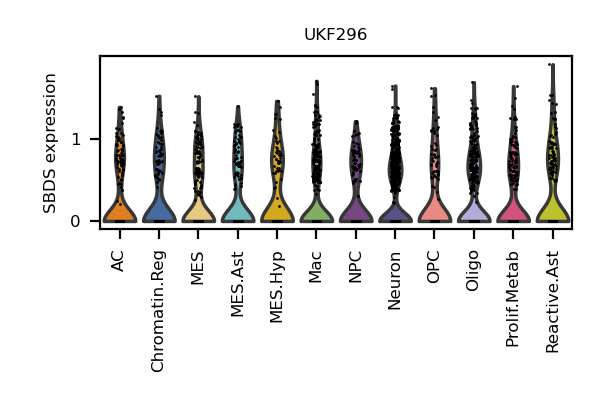 UKF296
SBDS expression
1
0
AC
Chromatin.Reg
MES
MES.Ast
MES.Hyp
Mac
NPC
Neuron
OPC
Oligo
Prolif.Metab
Reactive.Ast